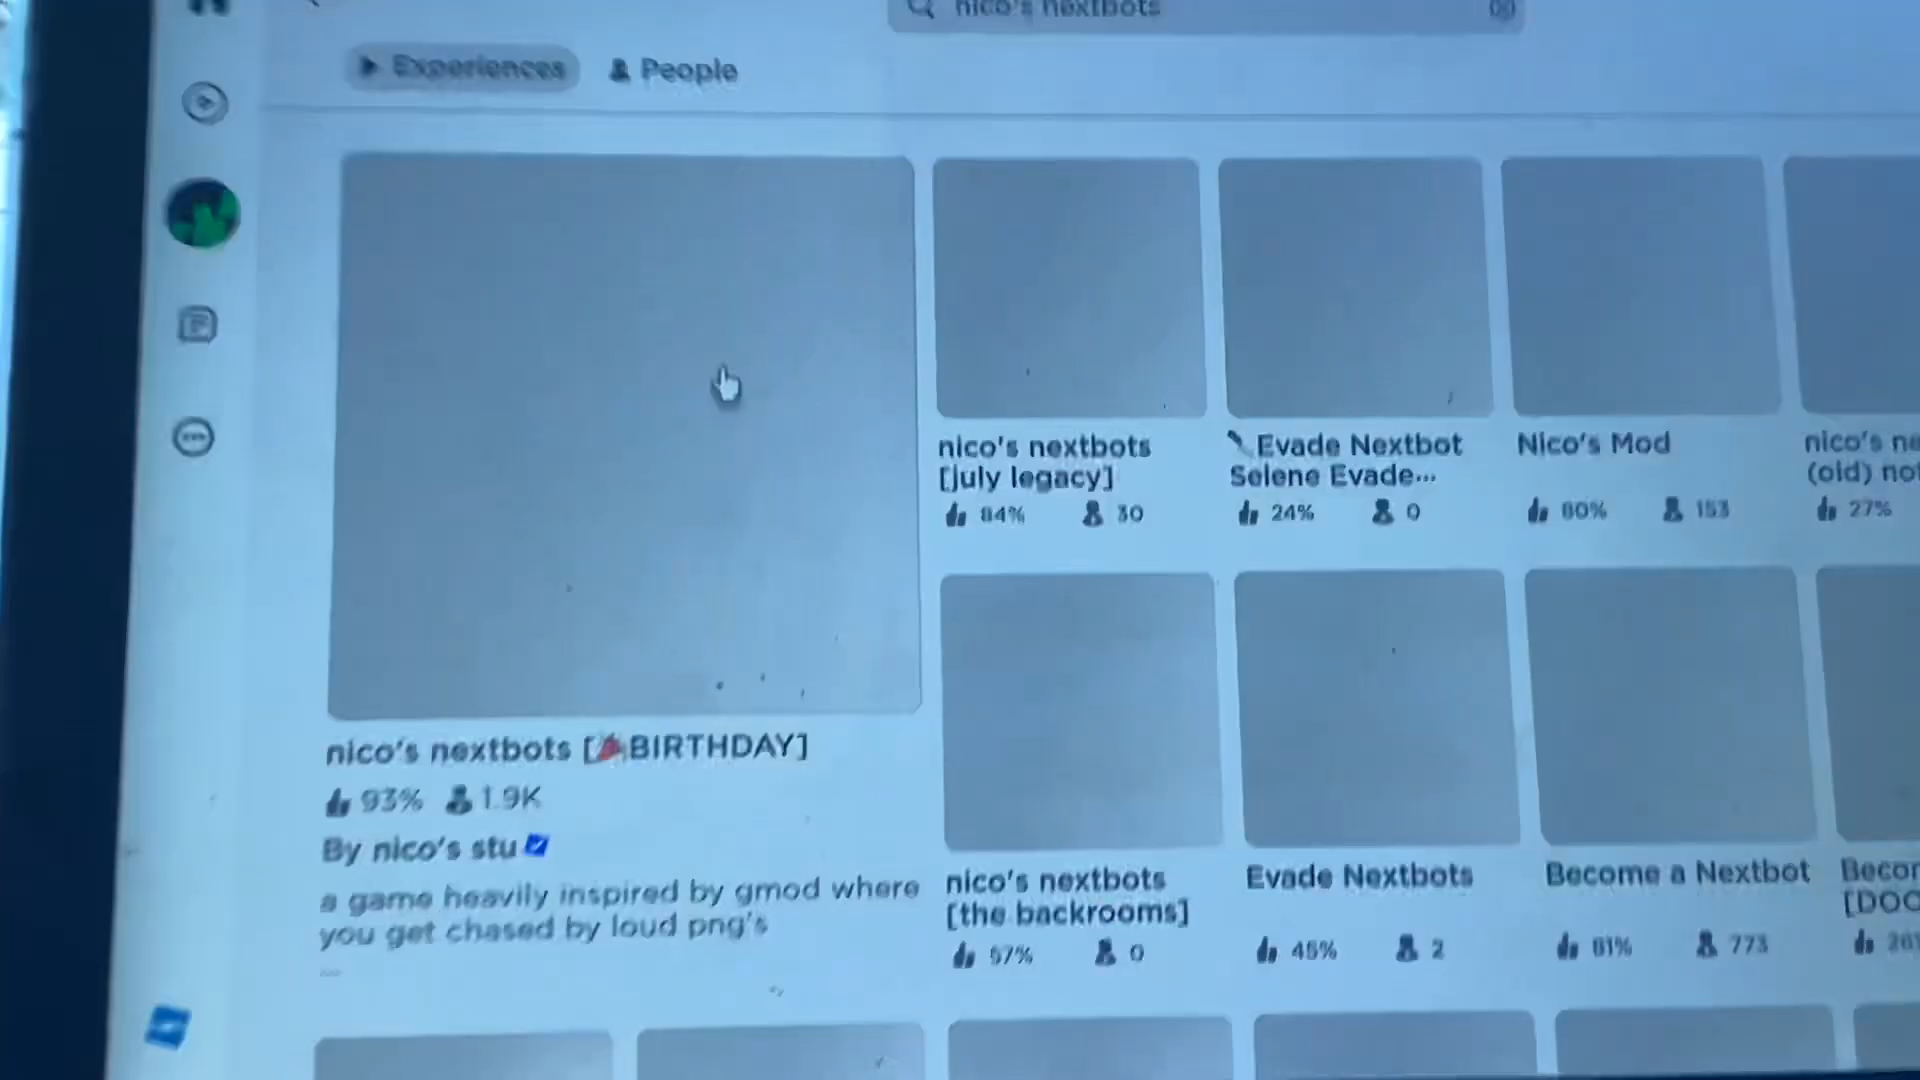 nico's nextbots
Experiences
People
nico's nextbots [BIRTHDAY]
93% 1.9K
By nico's stu
a game heavily inspired by gmod where
you get chased by loud png's
...
nico's nextbots
[july legacy]
84% 30
Evade Nextbot
Selene Evade...
24% 0
Nico's Mod
80% 153
nico's ne
(old) no
27%
nico's nextbots
[the backrooms]
57% 0
Evade Nextbots
45% 2
Become a Nextbot
61% 773
Becor
[DOO